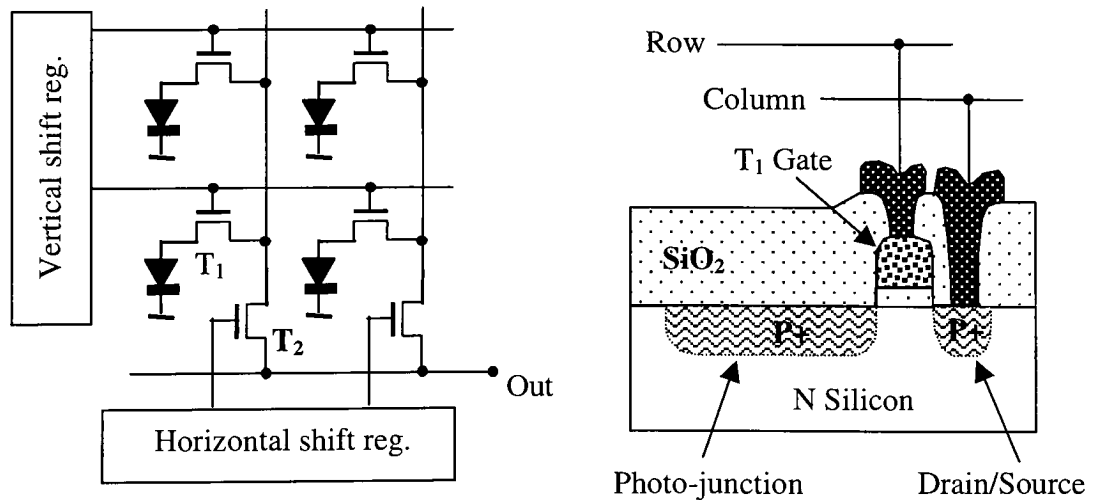 Vertical shift reg.
T₁
T₂
Out
Horizontal shift reg.
Row
Column
T₁ Gate
SiO₂
P+
P+
N Silicon
Photo-junction
Drain/Source